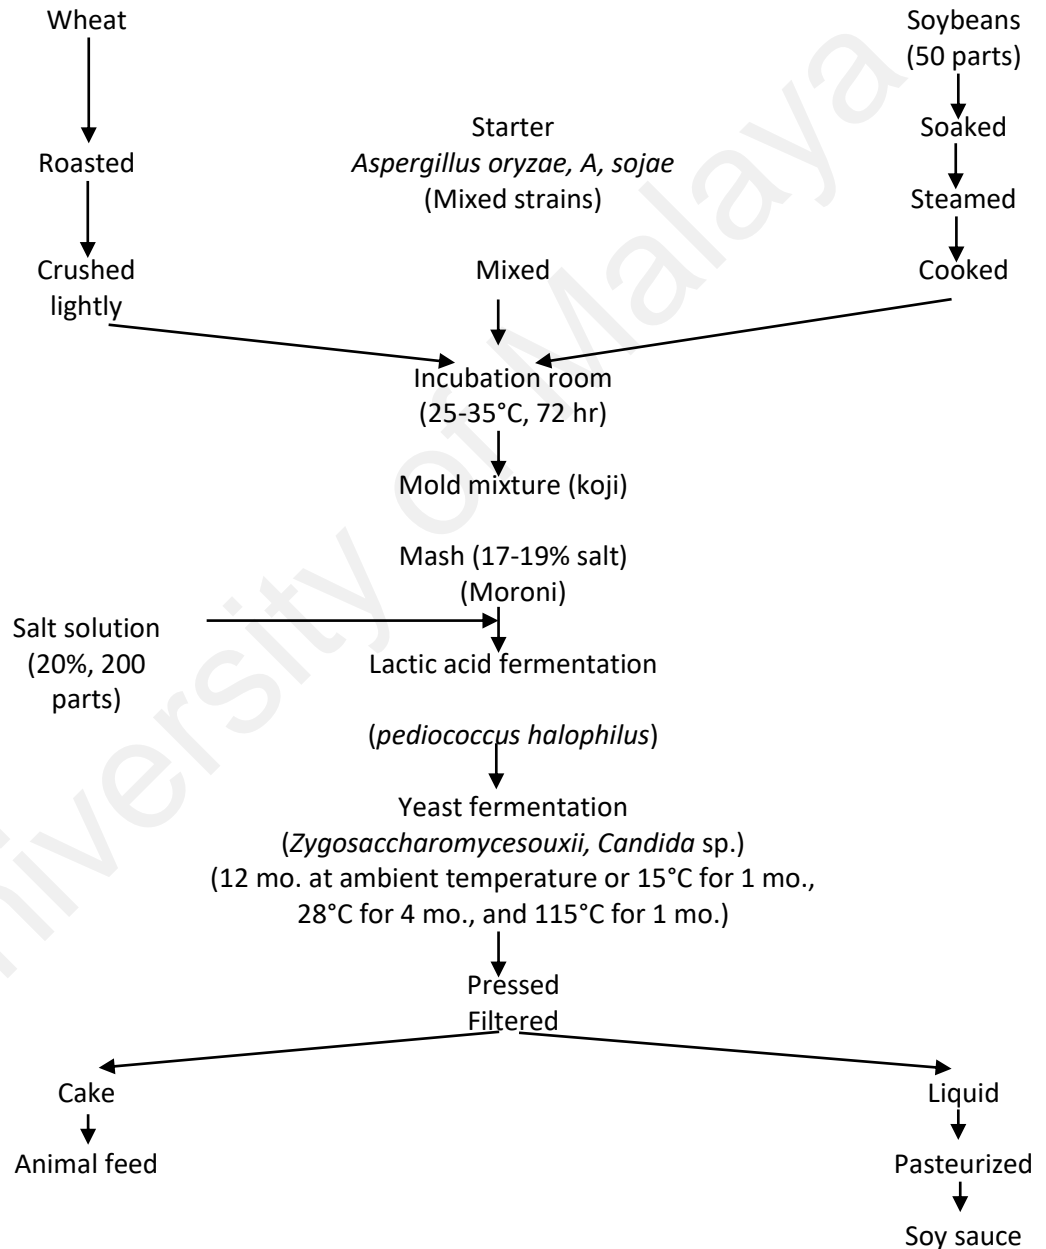 Wheat
Soybeans
(50 parts)
Starter
Aspergillus oryzae, A, sojae
(Mixed strains)
Soaked
Roasted
Steamed
Crushed
lightly
Mixed
Cooked
Incubation room
(25-35°C, 72 hr)
Mold mixture (koji)
Mash (17-19% salt)
(Moroni)
Salt solution
(20%, 200
parts)
Lactic acid fermentation
(pediococcus halophilus)
Yeast fermentation
(Zygosaccharomycesouxii, Candida sp.)
(12 mo. at ambient temperature or 15°C for 1 mo.,
28°C for 4 mo., and 115°C for 1 mo.)
Pressed
Filtered
Cake
Liquid
Animal feed
Pasteurized
Soy sauce
University of Malaya